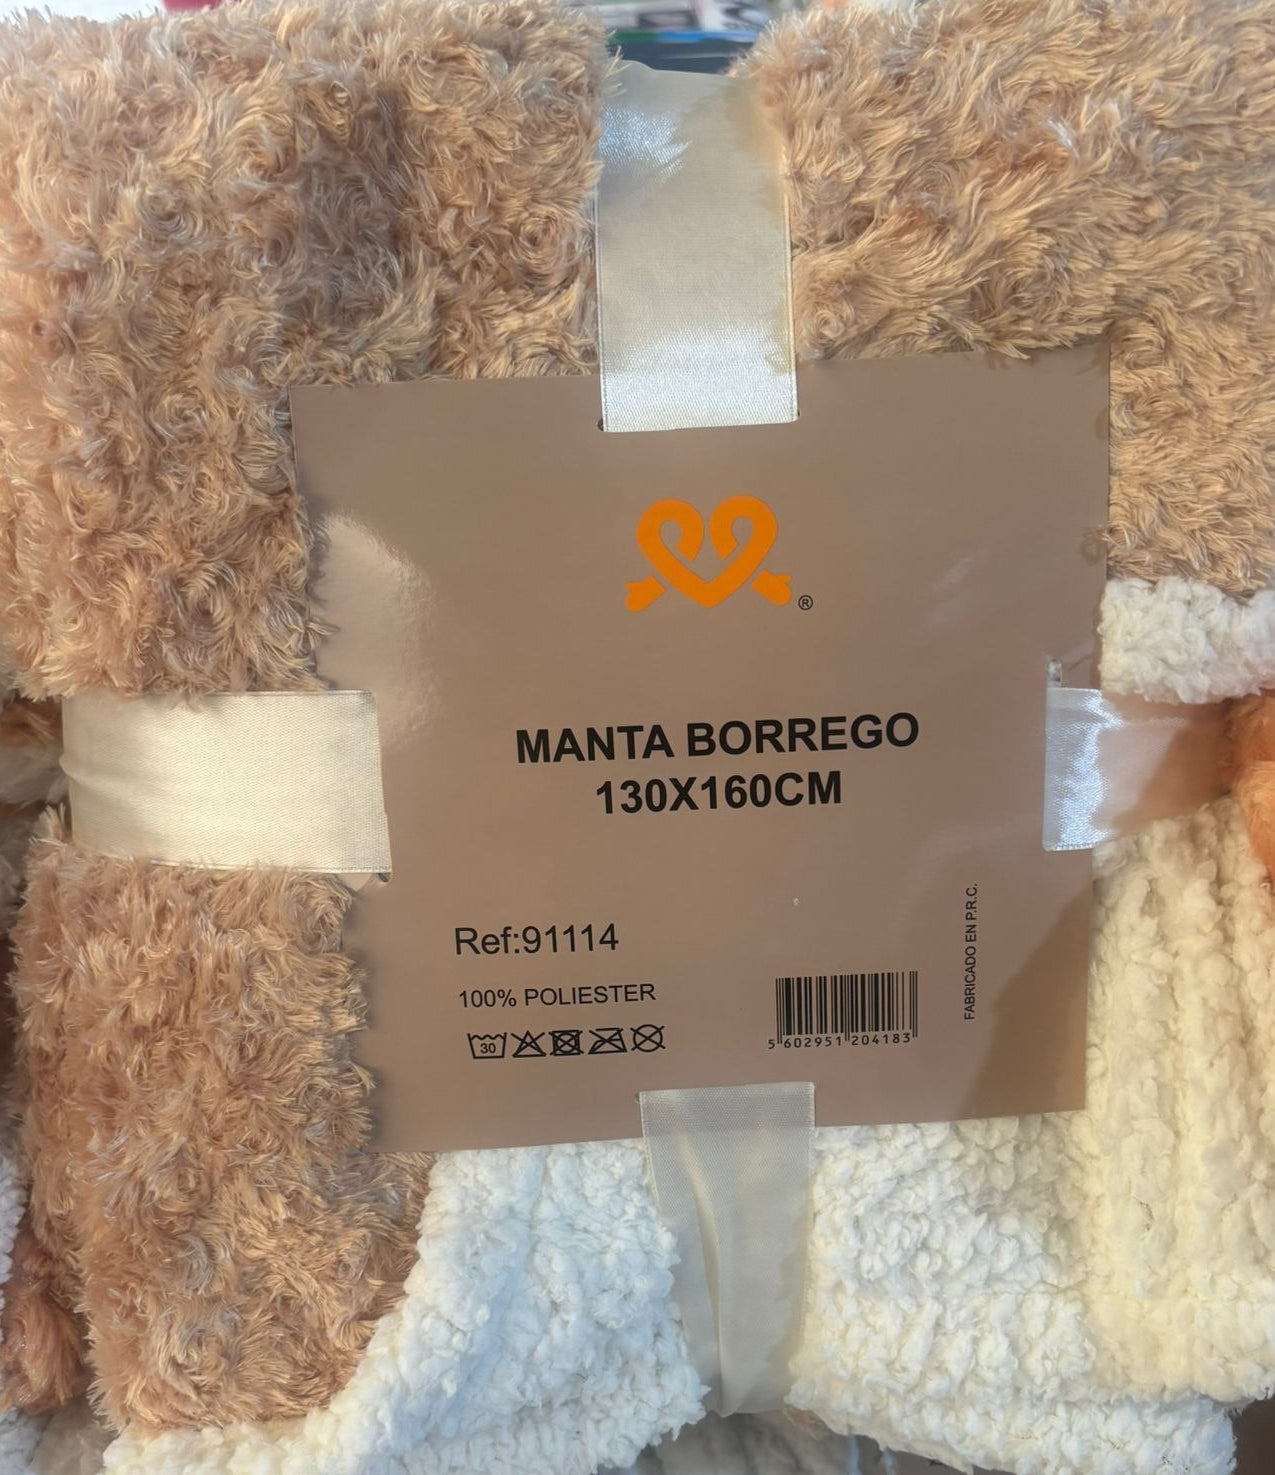 ®
MANTA BORREGO
130X160CM
Ref:91114
100% POLIESTER
30
5 602951 204183
FABRICADO EN P.R.C.